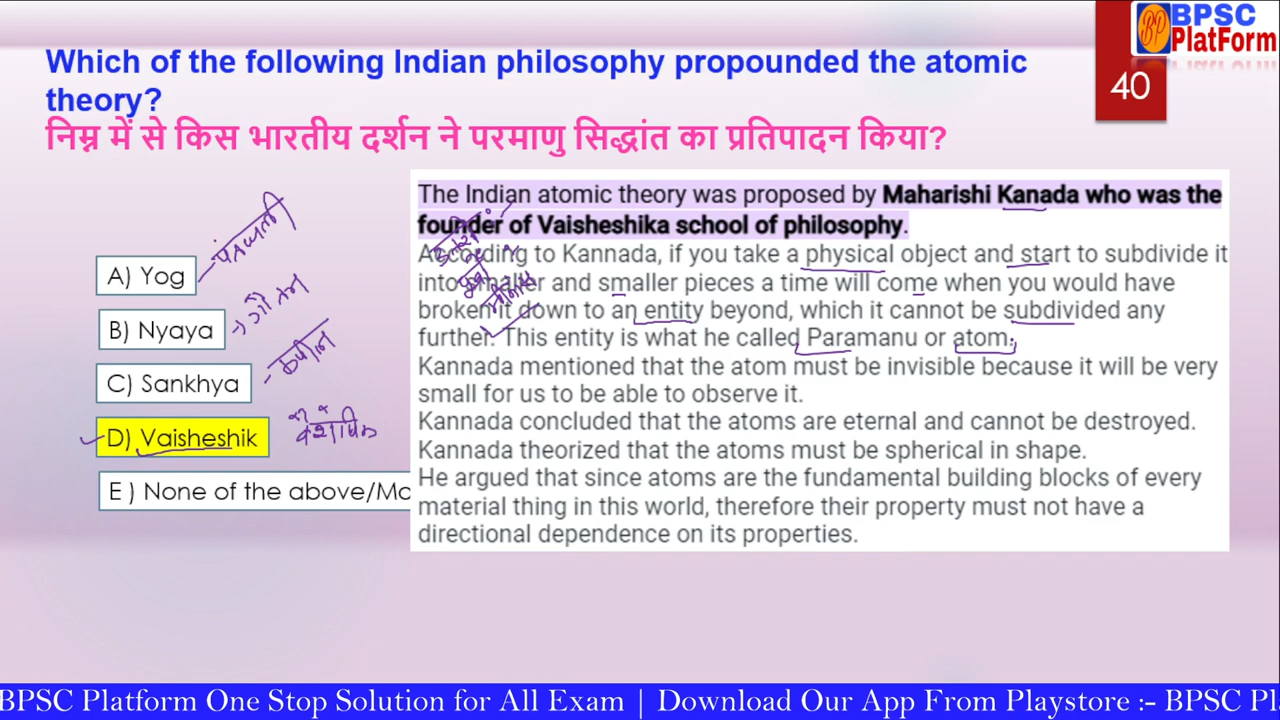 BPSC
PlatForm
40
Which of the following Indian philosophy propounded the atomic
theory?
निम्न में से किस भारतीय दर्शन ने परमाणु सिद्धांत का प्रतिपादन किया?
A) Yog
B) Nyaya
C) Sankhya
D) Vaisheshik
E ) None of the above/Mo
The Indian atomic theory was proposed by Maharishi Kanada who was the
founder of Vaisheshika school of philosophy.
According to Kannada, if you take a physical object and start to subdivide it
into smaller and smaller pieces a time will come when you would have
broken it down to an entity beyond, which it cannot be subdivided any
further. This entity is what he called Paramanu or atom.
Kannada mentioned that the atom must be invisible because it will be very
small for us to be able to observe it.
Kannada concluded that the atoms are eternal and cannot be destroyed.
Kannada theorized that the atoms must be spherical in shape.
He argued that since atoms are the fundamental building blocks of every
material thing in this world, therefore their property must not have a
directional dependence on its properties.
BPSC Platform One Stop Solution for All Exam | Download Our App From Playstore :- BPSC Pl